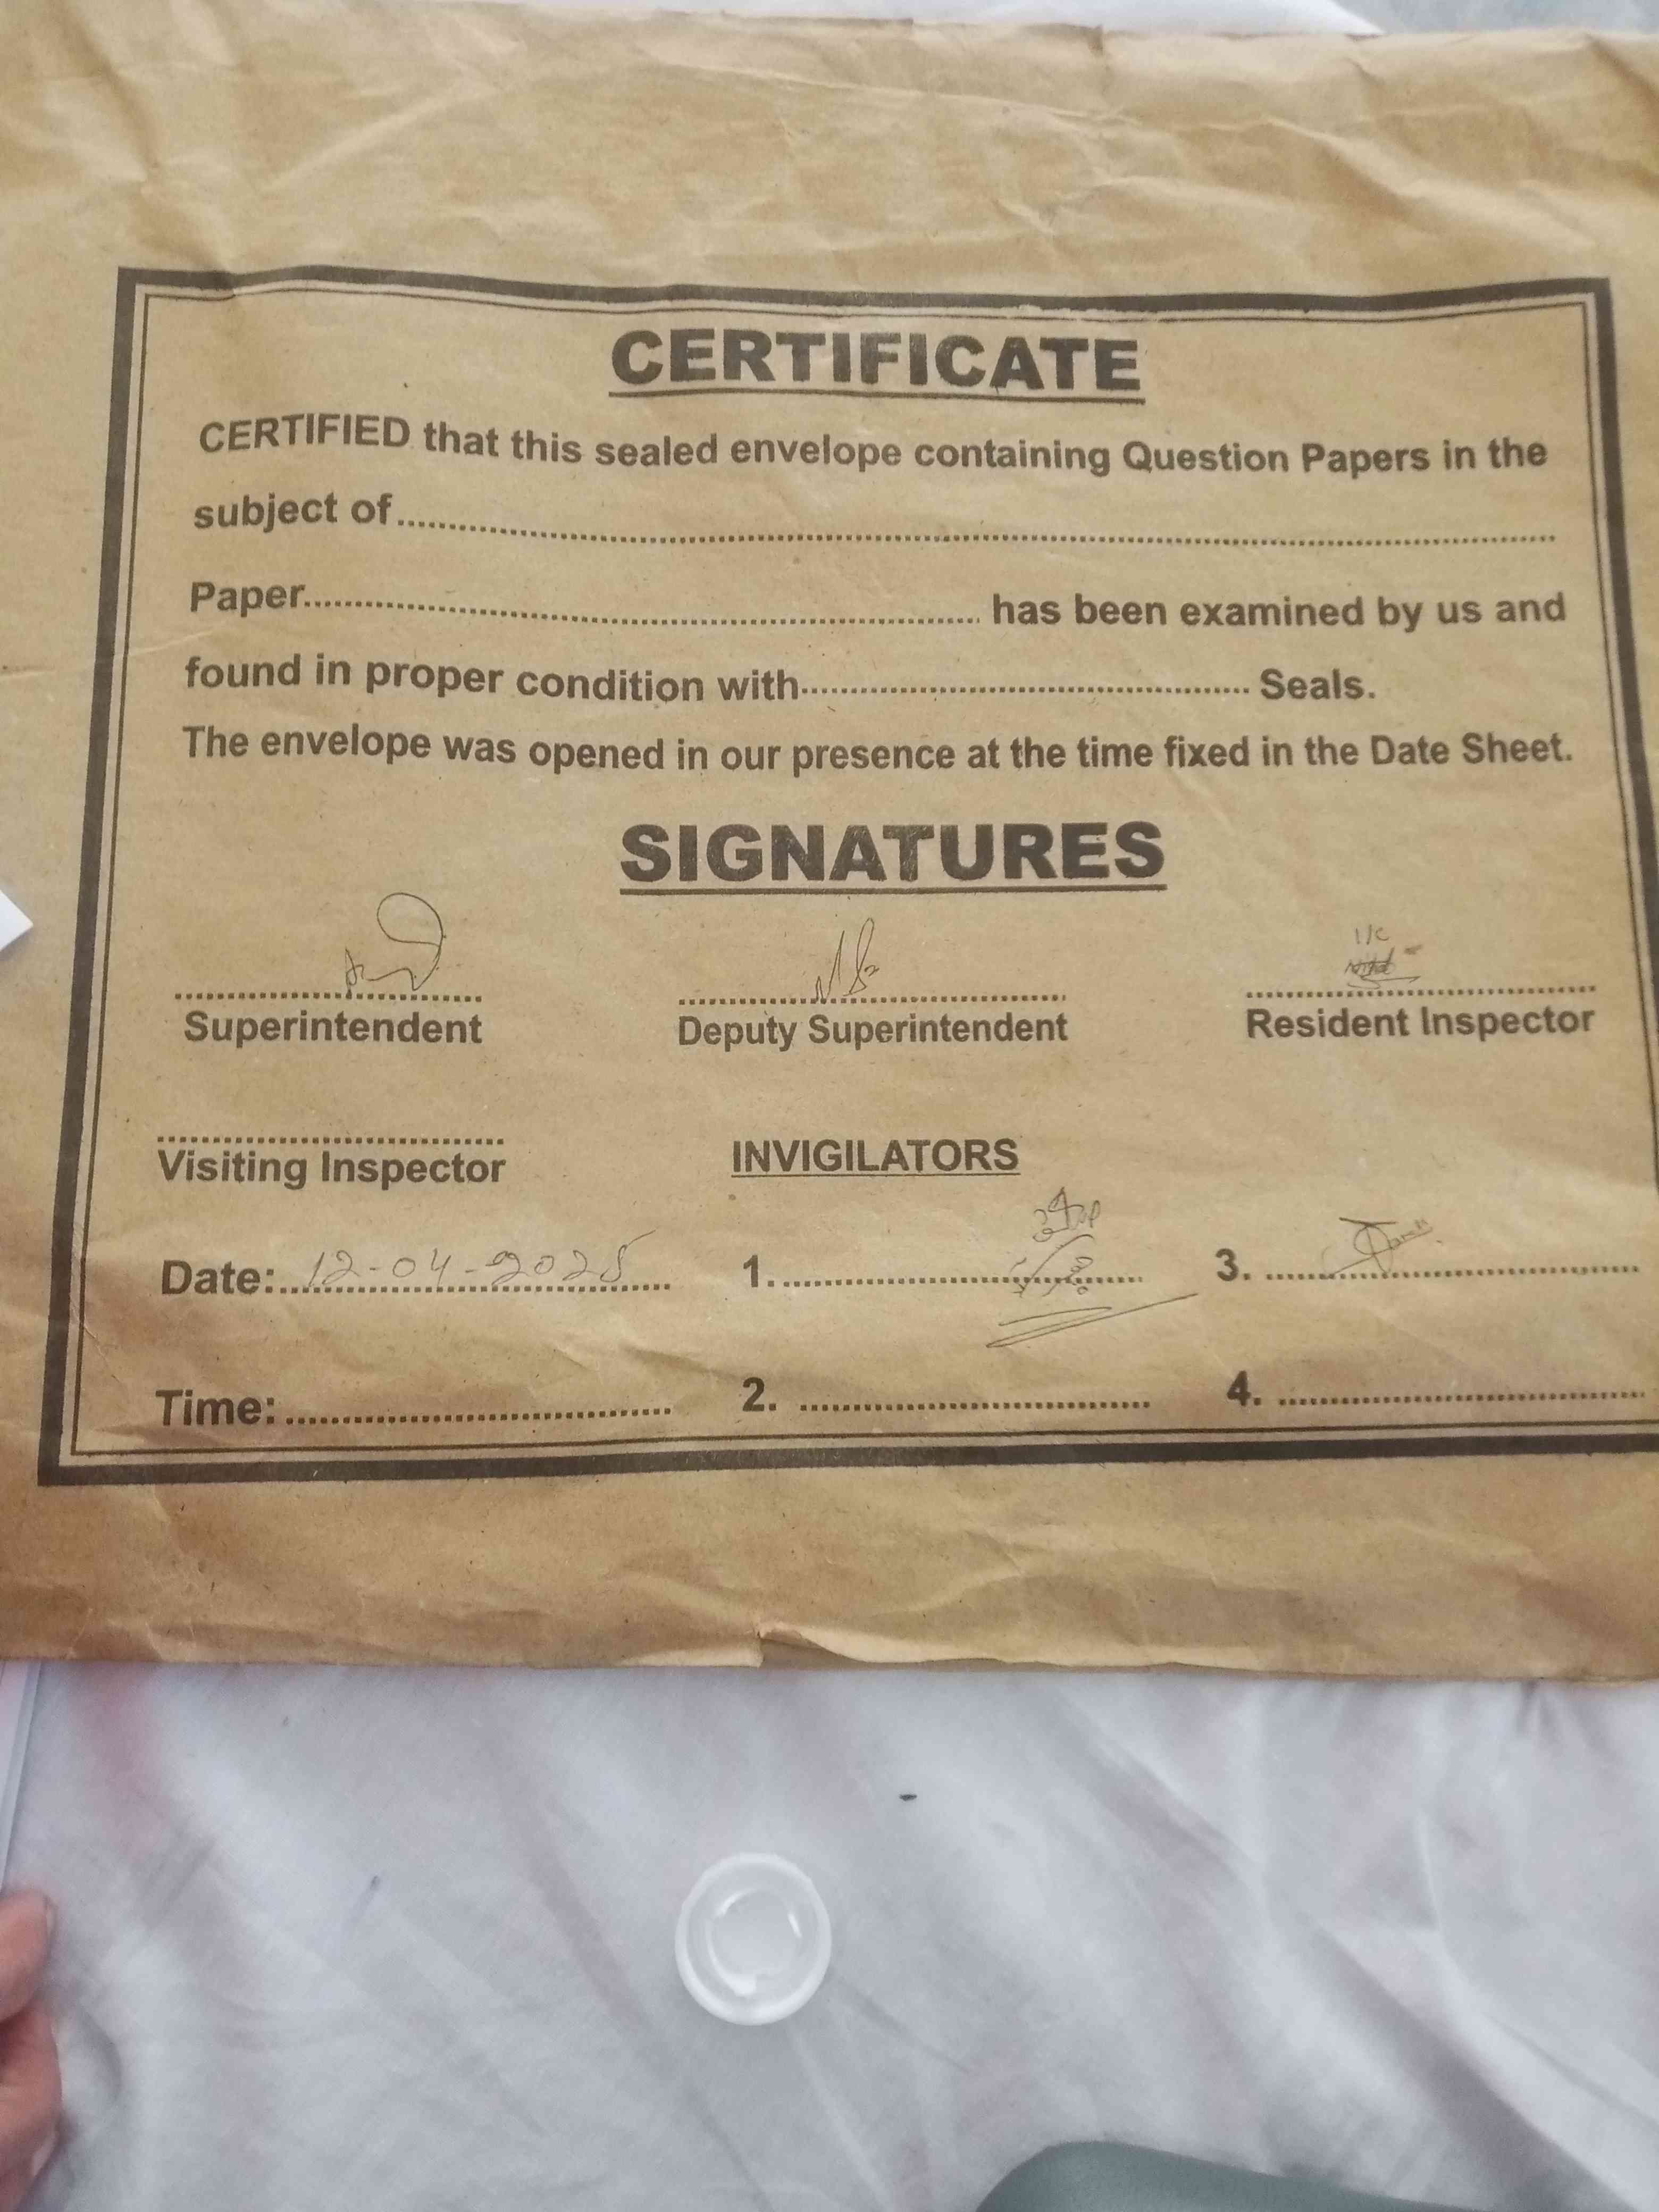 CERTIFICATE
CERTIFIED that this sealed envelope containing Question Papers in the
subject of
Paper has been examined by us and
found in proper condition with Seals.
The envelope was opened in our presence at the time fixed in the Date Sheet.
SIGNATURES
Superintendent Deputy Superintendent Resident Inspector
Visiting Inspector INVIGILATORS
Date: 12-04-2025 1. 3.
Time: 2. 4.